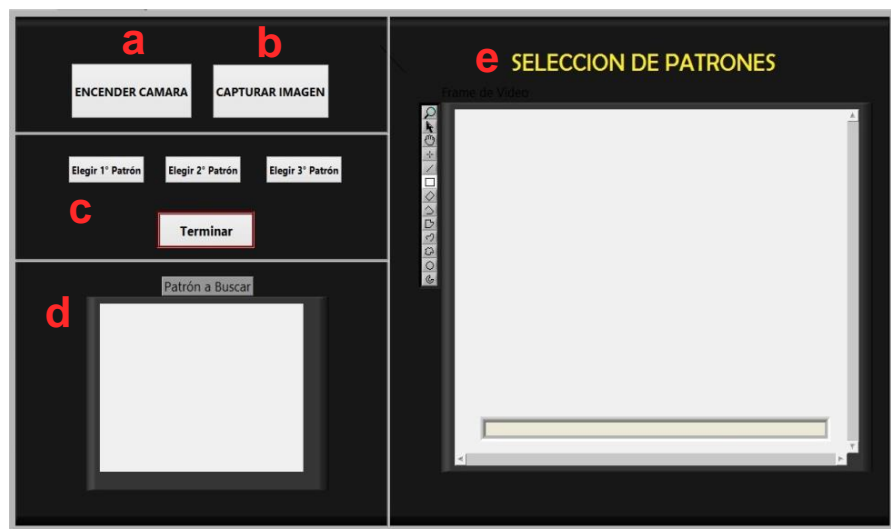 a
b
ENCENDER CAMARA
CAPTURAR IMAGEN
Elegir 1° Patrón
Elegir 2° Patrón
Elegir 3° Patrón
c
Terminar
d
Patrón a Buscar
e
SELECCION DE PATRONES
Frame de Video